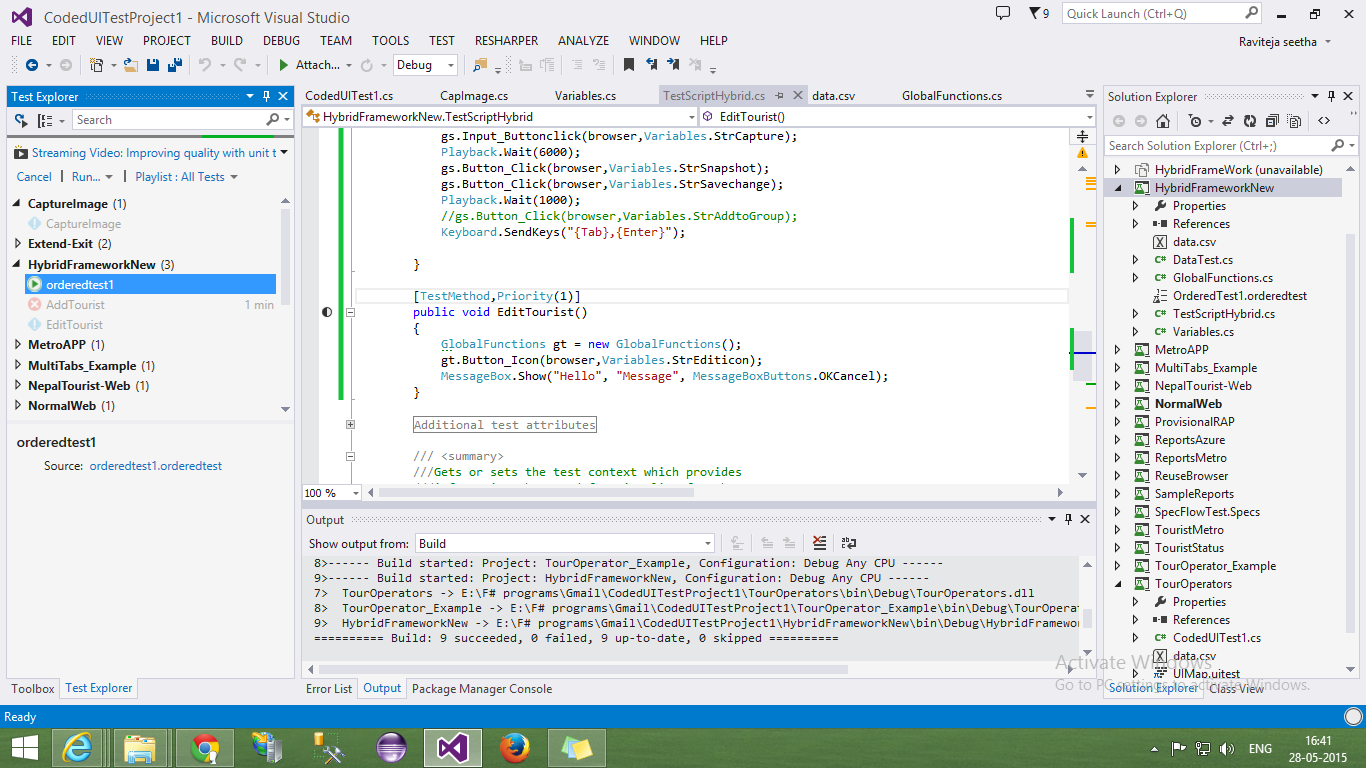 CodedUITestProject1 - Microsoft Visual Studio
9
Quick Launch (Ctrl+Q)
FILE EDIT VIEW PROJECT BUILD DEBUG TEAM TOOLS TEST RESHARPER ANALYZE WINDOW HELP
Raviteja seetha
Attach... Debug
Test Explorer
Search
Streaming Video: Improving quality with unit t
Cancel Run... Playlist : All Tests
CaptureImage (1)
CaptureImage
Extend-Exit (2)
HybridFrameworkNew (3)
orderedtest1
AddTourist 1 min
EditTourist
MetroAPP (1)
MultiTabs_Example (1)
NepalTourist-Web (1)
NormalWeb (1)
orderedtest1
Source: orderedtest1.orderedtest
Toolbox Test Explorer
CodedUITest1.cs CapImage.cs Variables.cs TestScriptHybrid.cs data.csv GlobalFunctions.cs
HybridFrameworkNew.TestScriptHybrid EditTourist()
gs.Input_Buttonclick(browser,Variables.StrCapture);
Playback.Wait(6000);
gs.Button_Click(browser,Variables.StrSnapshot);
gs.Button_Click(browser,Variables.StrSavechange);
Playback.Wait(1000);
//gs.Button_Click(browser,Variables.StrAddtoGroup);
Keyboard.SendKeys("{Tab},{Enter}");
}
[TestMethod,Priority(1)]
public void EditTourist()
{
GlobalFunctions gt = new GlobalFunctions();
gt.Button_Icon(browser,Variables.StrEditicon);
MessageBox.Show("Hello", "Message", MessageBoxButtons.OKCancel);
}
Additional test attributes
/// <summary>
///Gets or sets the test context which provides
100 %
Output
Show output from: Build
8>------ Build started: Project: TourOperator_Example, Configuration: Debug Any CPU ------
9>------ Build started: Project: HybridFrameworkNew, Configuration: Debug Any CPU ------
7> TourOperators -> E:\F# programs\Gmail\CodedUITestProject1\TourOperators\bin\Debug\TourOperators.dll
8> TourOperator_Example -> E:\F# programs\Gmail\CodedUITestProject1\TourOperator_Example\bin\Debug\TourOperat
9> HybridFrameworkNew -> E:\F# programs\Gmail\CodedUITestProject1\HybridFrameworkNew\bin\Debug\HybridFramewor
========== Build: 9 succeeded, 0 failed, 9 up-to-date, 0 skipped ==========
Error List Output Package Manager Console
Solution Explorer
Search Solution Explorer (Ctrl+;)
HybridFrameWork (unavailable)
HybridFrameworkNew
Properties
References
data.csv
DataTest.cs
GlobalFunctions.cs
OrderedTest1.orderedtest
TestScriptHybrid.cs
Variables.cs
MetroAPP
MultiTabs_Example
NepalTourist-Web
NormalWeb
ProvisionalRAP
ReportsAzure
ReportsMetro
ReuseBrowser
SampleReports
SpecFlowTest.Specs
TouristMetro
TouristStatus
TourOperator_Example
TourOperators
Properties
References
CodedUITest1.cs
data.csv
UIMap.uitest
Solution Explorer Class View
Activate Windows
Go to PC settings to activate Windows.
Ready
ENG
16:41
28-05-2015